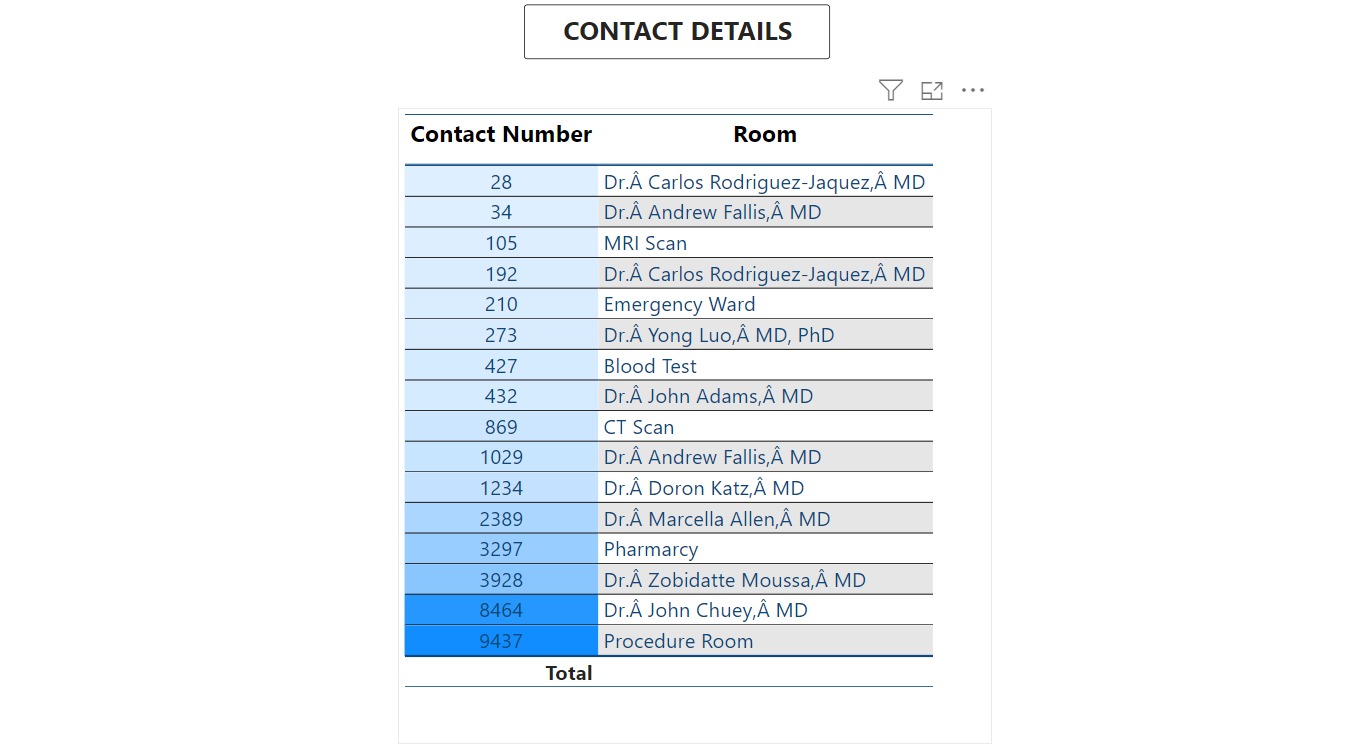 CONTACT DETAILS
Contact Number Room
28 Dr.Â Carlos Rodriguez-Jaquez,Â MD
34 Dr.Â Andrew Fallis,Â MD
105 MRI Scan
192 Dr.Â Carlos Rodriguez-Jaquez,Â MD
210 Emergency Ward
273 Dr.Â Yong Luo,Â MD, PhD
427 Blood Test
432 Dr.Â John Adams,Â MD
869 CT Scan
1029 Dr.Â Andrew Fallis,Â MD
1234 Dr.Â Doron Katz,Â MD
2389 Dr.Â Marcella Allen,Â MD
3297 Pharmarcy
3928 Dr.Â Zobidatte Moussa,Â MD
8464 Dr.Â John Chuey,Â MD
9437 Procedure Room
Total